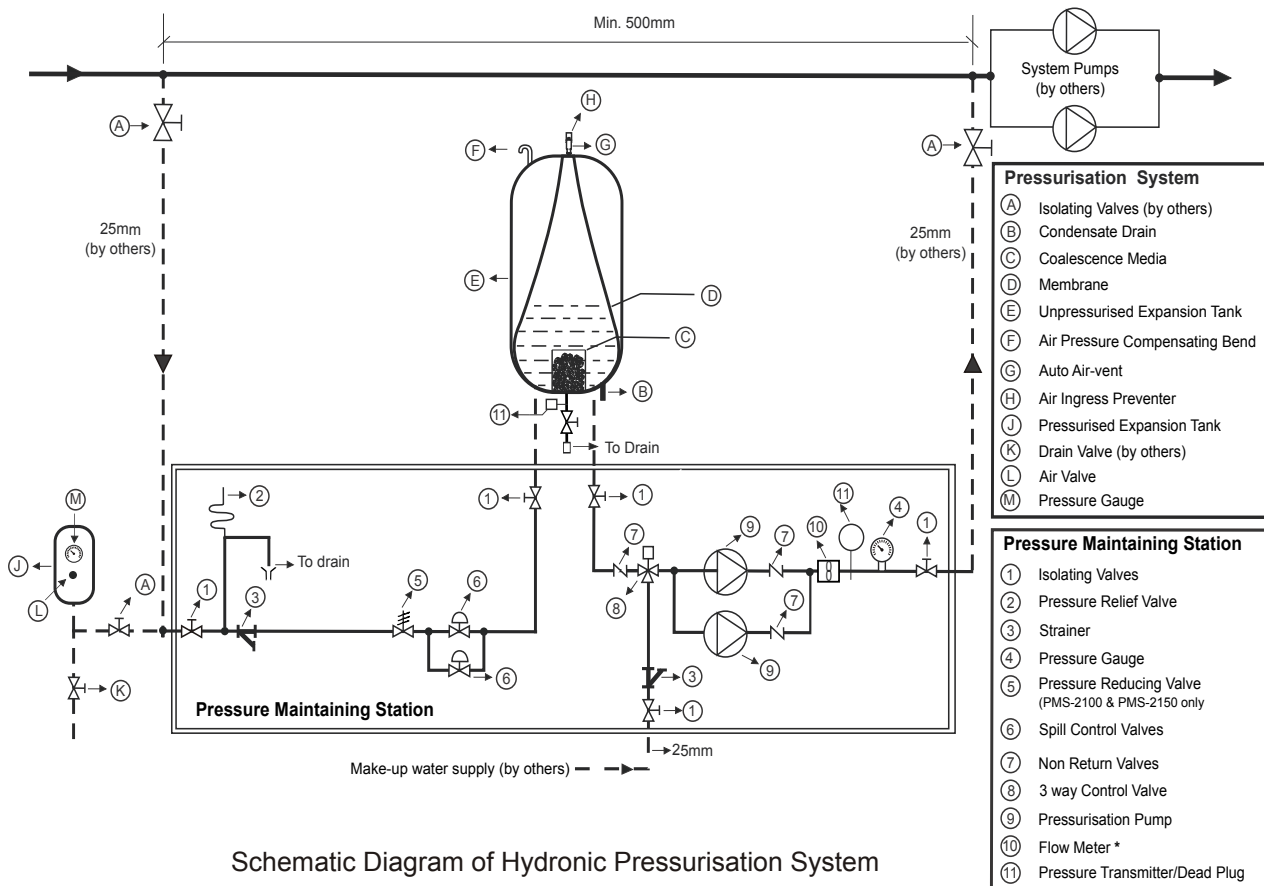 Min. 500mm
System Pumps
(by others)
A
H
G
F
A
25mm
(by others)
E
D
C
B
11
To Drain
25mm
(by others)
Pressurisation System
A Isolating Valves (by others)
B Condensate Drain
C Coalescence Media
D Membrane
E Unpressurised Expansion Tank
F Air Pressure Compensating Bend
G Auto Air-vent
H Air Ingress Preventer
J Pressurised Expansion Tank
K Drain Valve (by others)
L Air Valve
M Pressure Gauge
M
J
L
A
K
2
To drain
1
3
5
6
6
1
1
7
8
9
7
7
9
10
11
4
1
3
1
Pressure Maintaining Station
25mm
Make-up water supply (by others)
Pressure Maintaining Station
1 Isolating Valves
2 Pressure Relief Valve
3 Strainer
4 Pressure Gauge
5 Pressure Reducing Valve
(PMS-2100 & PMS-2150 only
6 Spill Control Valves
7 Non Return Valves
8 3 way Control Valve
9 Pressurisation Pump
10 Flow Meter *
11 Pressure Transmitter/Dead Plug
Schematic Diagram of Hydronic Pressurisation System